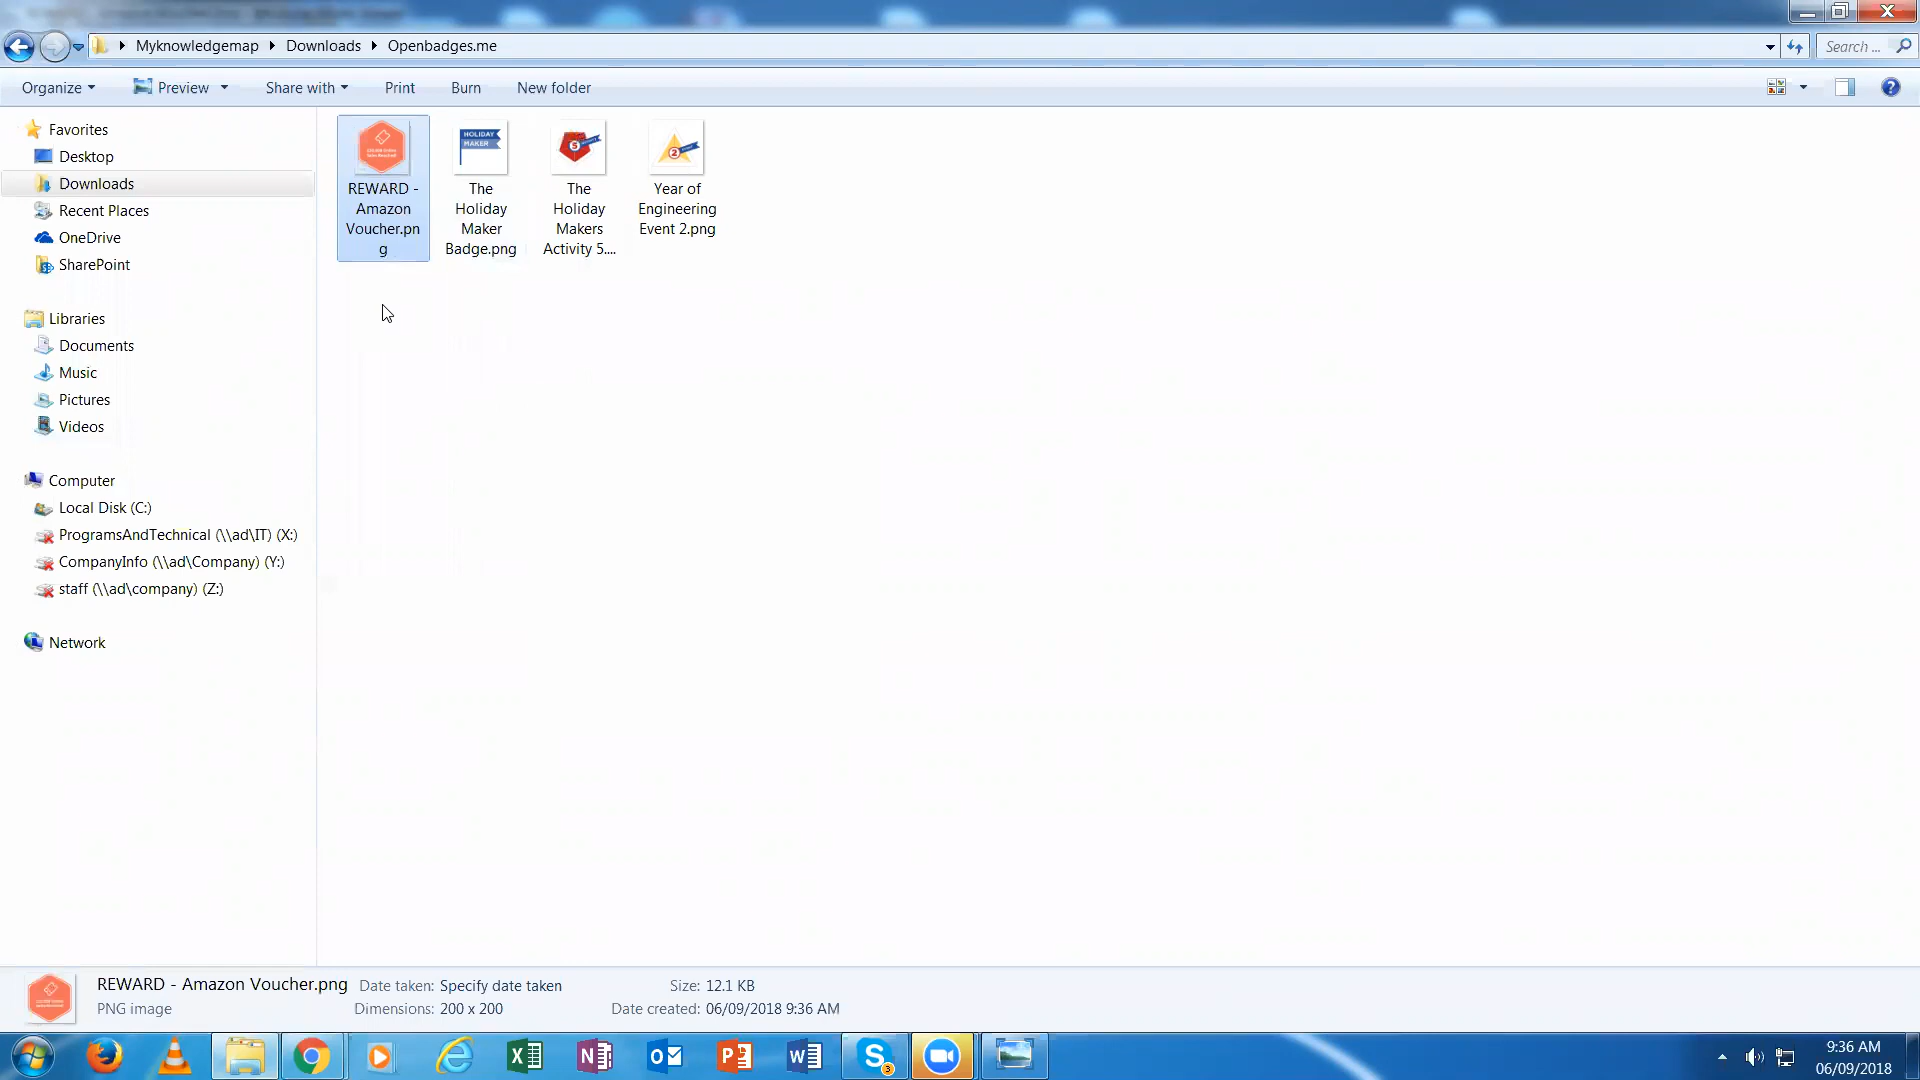 Myknowledgemap Downloads Openbadges.me
Search ...
Organize Preview Share with Print Burn New folder
Favorites
Desktop
Downloads
Recent Places
OneDrive
SharePoint
Libraries
Documents
Music
Pictures
Videos
Computer
Local Disk (C:)
ProgramsAndTechnical (\\ad\IT) (X:)
CompanyInfo (\\ad\Company) (Y:)
staff (\\ad\company) (Z:)
Network
REWARD -
Amazon
Voucher.pn
g
HOLIDAY
MAKER
The
Holiday
Maker
Badge.png
5
The
Holiday
Makers
Activity 5....
2
Year of
Engineering
Event 2.png
REWARD - Amazon Voucher.png
PNG image
Date taken: Specify date taken
Dimensions: 200 x 200
Size: 12.1 KB
Date created: 06/09/2018 9:36 AM
3
9:36 AM
06/09/2018